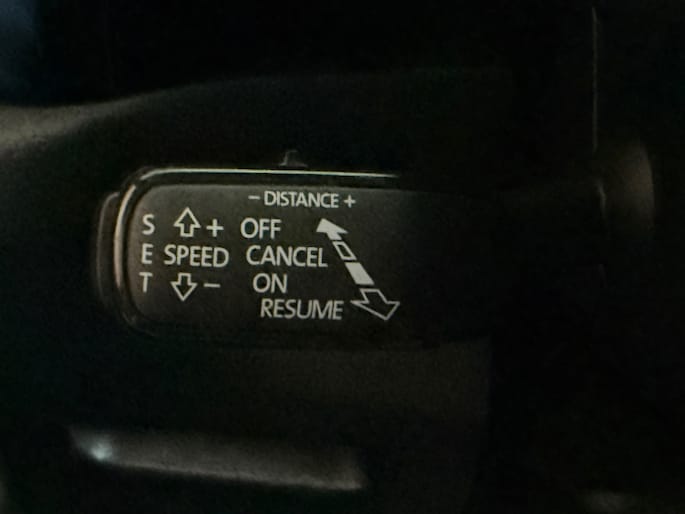 − DISTANCE +
S + OFF
E SPEED CANCEL
T − ON
RESUME